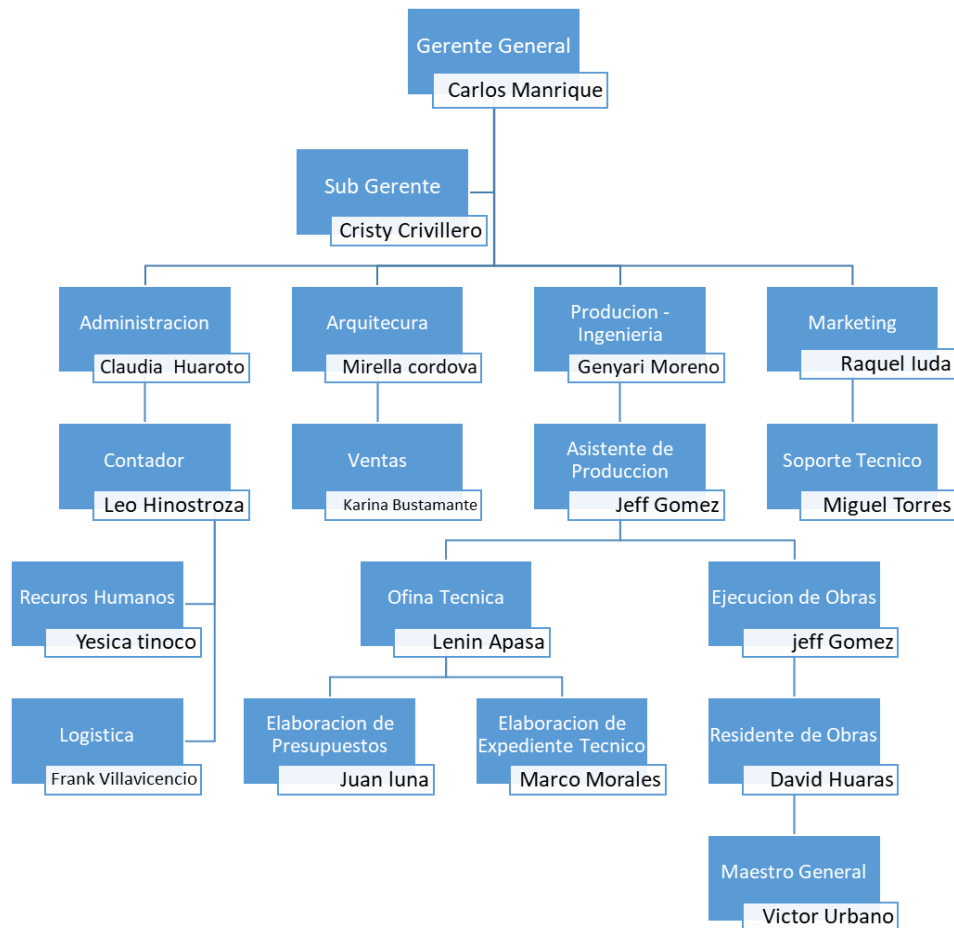 Gerente General
Carlos Manrique
Sub Gerente
Cristy Crivillero
Administracion
Claudia  Huaroto
Arquitecura
Mirella cordova
Producion -
Ingenieria
Genyari Moreno
Marketing
Raquel Iuda
Contador
Leo Hinostroza
Ventas
Karina Bustamante
Asistente de
Produccion
Jeff Gomez
Soporte Tecnico
Miguel Torres
Recuros Humanos
Yesica tinoco
Ofina Tecnica
Lenin Apasa
Ejecucion de Obras
jeff Gomez
Logistica
Frank Villavicencio
Elaboracion de
Presupuestos
Juan luna
Elaboracion de
Expediente Tecnico
Marco Morales
Residente de Obras
David Huaras
Maestro General
Victor Urbano